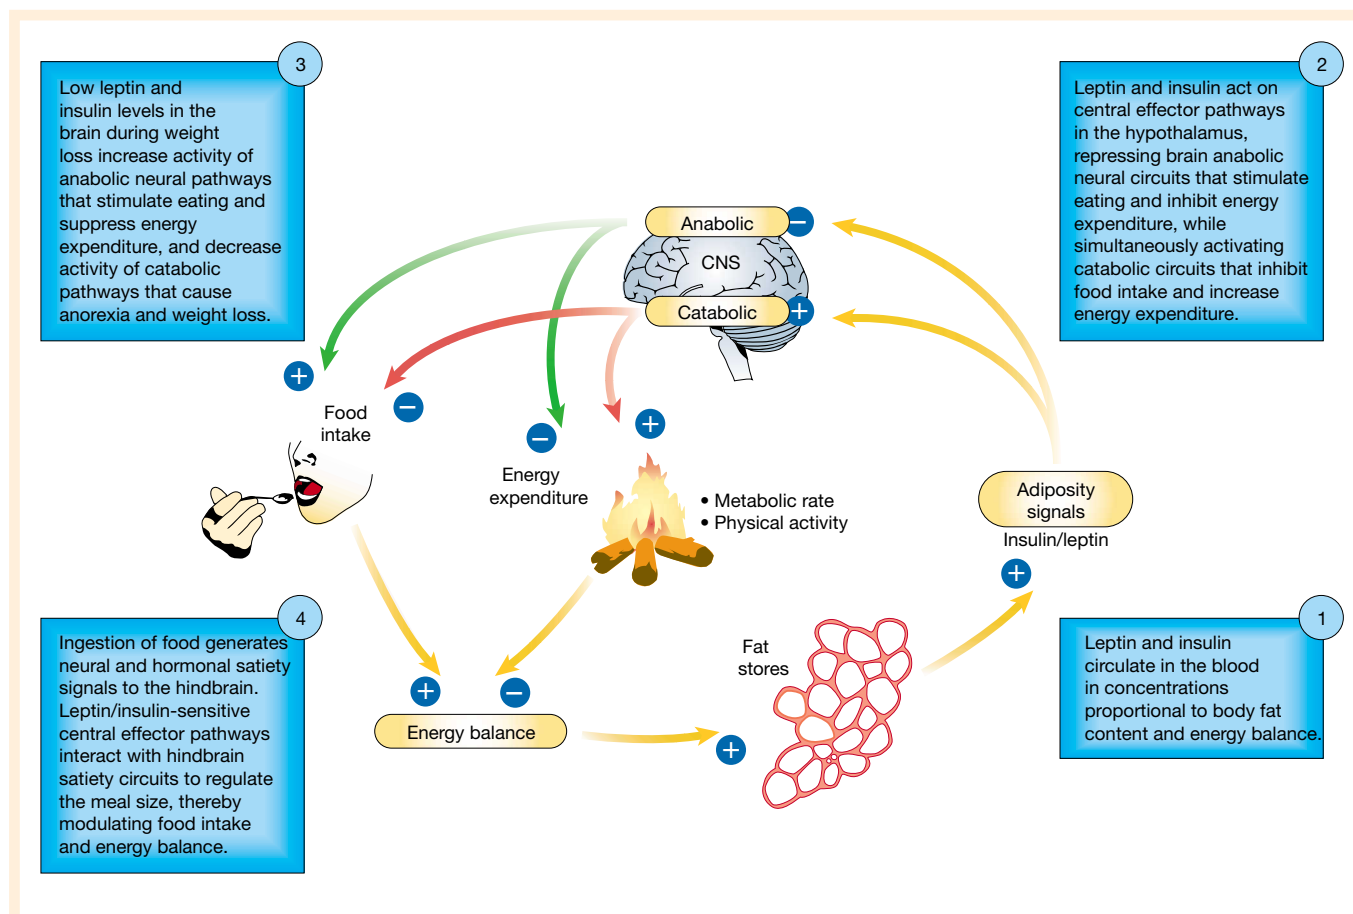 3
Low leptin and
insulin levels in the
brain during weight
loss increase activity of
anabolic neural pathways
that stimulate eating and
suppress energy
expenditure, and decrease
activity of catabolic
pathways that cause
anorexia and weight loss.
2
Leptin and insulin act on
central effector pathways
in the hypothalamus,
repressing brain anabolic
neural circuits that stimulate
eating and inhibit energy
expenditure, while
simultaneously activating
catabolic circuits that inhibit
food intake and increase
energy expenditure.
Anabolic
−
CNS
Catabolic
+
+
−
Food
intake
−
+
Energy
expenditure
• Metabolic rate
• Physical activity
Adiposity
signals
Insulin/leptin
+
4
Ingestion of food generates
neural and hormonal satiety
signals to the hindbrain.
Leptin/insulin-sensitive
central effector pathways
interact with hindbrain
satiety circuits to regulate
the meal size, thereby
modulating food intake
and energy balance.
+
−
Energy balance
+
Fat
stores
1
Leptin and insulin
circulate in the blood
in concentrations
proportional to body fat
content and energy balance.